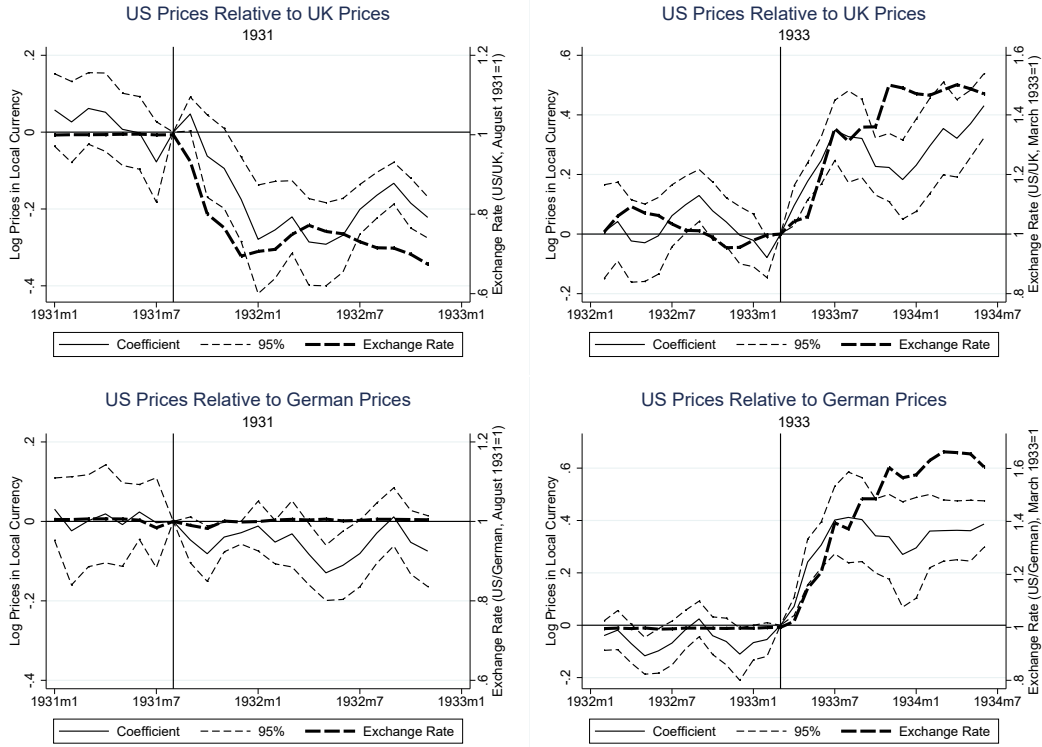 US Prices Relative to UK Prices
1931
Log Prices in Local Currency
.2
0
-.2
-.4
1.2
1
.8
.6
Exchange Rate (US/UK, August 1931=1)
1931m1 1931m7 1932m1 1932m7 1933m1
Coefficient 95% Exchange Rate
US Prices Relative to UK Prices
1933
Log Prices in Local Currency
.6
.4
.2
0
-.2
1.6
1.4
1.2
1
.8
Exchange Rate (US/UK, March 1933=1)
1932m1 1932m7 1933m1 1933m7 1934m1 1934m7
Coefficient 95% Exchange Rate
US Prices Relative to German Prices
1931
Log Prices in Local Currency
.2
0
-.2
-.4
1.2
1
.8
.6
Exchange Rate (US/German, August 1931=1)
1931m1 1931m7 1932m1 1932m7 1933m1
Coefficient 95% Exchange Rate
US Prices Relative to German Prices
1933
Log Prices in Local Currency
.6
.4
.2
0
-.2
1.6
1.4
1.2
1
.8
Exchange Rate (US/German), March 1933=1
1932m1 1932m7 1933m1 1933m7 1934m1 1934m7
Coefficient 95% Exchange Rate